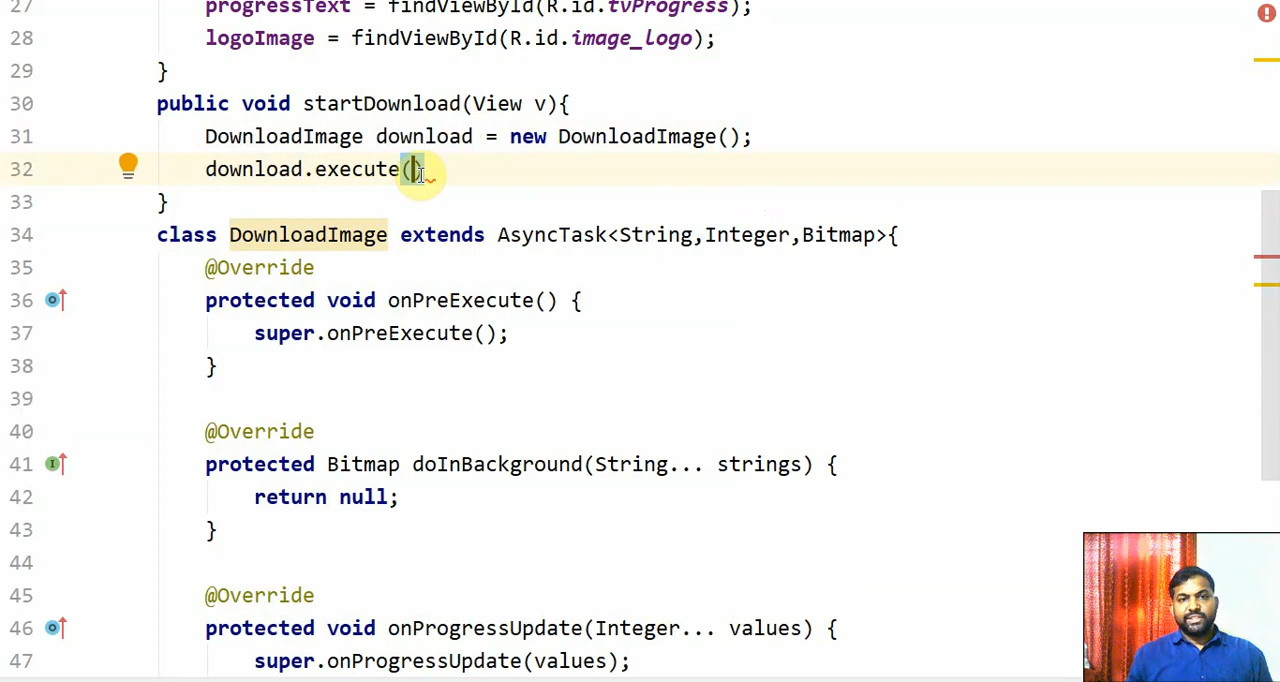 27 progressText = findViewById(R.id.tvProgress);
28 logoImage = findViewById(R.id.image_logo);
29 }
30 public void startDownload(View v){
31 DownloadImage download = new DownloadImage();
32 download.execute()
33 }
34 class DownloadImage extends AsyncTask<String,Integer,Bitmap>{
35 @Override
36 protected void onPreExecute() {
37 super.onPreExecute();
38 }
39
40 @Override
41 protected Bitmap doInBackground(String... strings) {
42 return null;
43 }
44
45 @Override
46 protected void onProgressUpdate(Integer... values) {
47 super.onProgressUpdate(values);